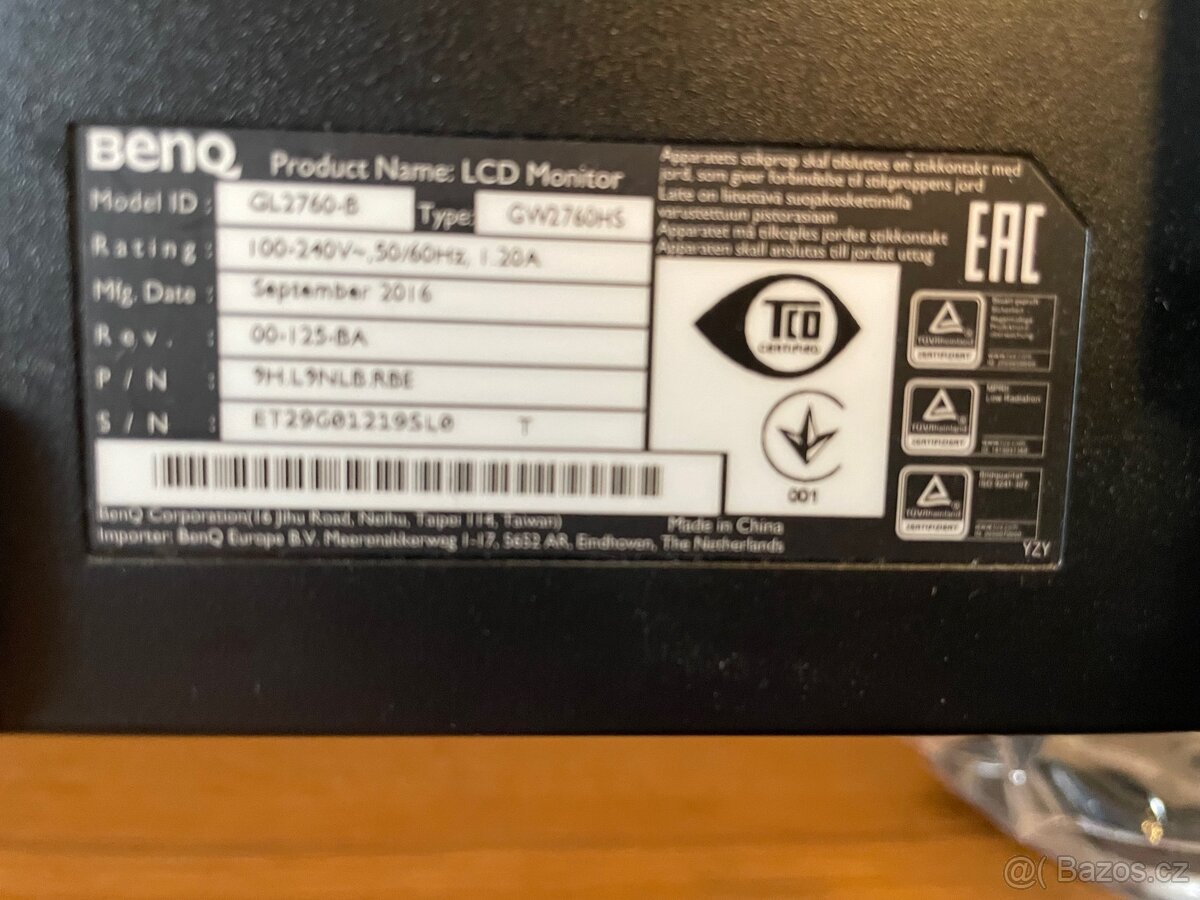 BenQ Product Name: LCD Monitor
Model ID : GL2760-B Type: GW2760HS
Rating : 100-240V~,50/60Hz, 1.20A
Mfg. Date : September 2016
Rev. : 00-125-BA
P/N : 9H.L9NLB.RBE
S/N : ET29G01219SL0 T
BenQ Corporation(16 Jihu Road, Neihu, Taipei 114, Taiwan)
Made in China
Importer: BenQ Europe B.V. Meerenakkerweg 1-17, 5652 AR, Eindhoven, The Netherlands
Apparatets stikprop skal tilsluttes en stikkontakt med
jord, som giver forbindelse til stikproppens jord
Laite on liitettävä suojakoskettimilla
varustettuun pistorasiaan
Apparatet må tilkoples jordet stikkontakt
Apparaten skall anslutas till jordat uttag
EAC
TCO
CERTIFIED
001
TÜVRheinland
CERTIFIZIERT
TÜVRheinland
CERTIFIZIERT
Low Radiation
TÜVRheinland
CERTIFIZIERT
YZY
@( Bazos.cz